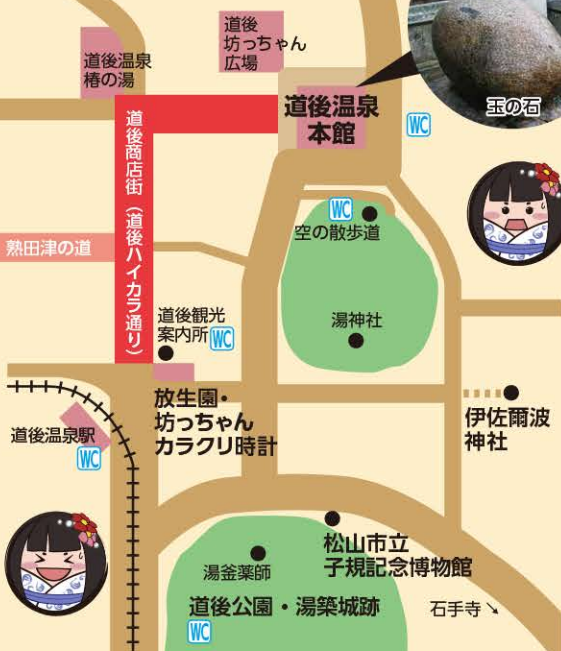 道後
坊っちゃん
広場
道後温泉
椿の湯
道後温泉
本館
WC
玉の石
道後商店街（道後ハイカラ通り）
WC
空の散歩道
熟田津の道
湯神社
道後観光
案内所
WC
放生園・
坊っちゃん
カラクリ時計
伊佐爾波
神社
道後温泉駅
WC
松山市立
子規記念博物館
湯釜薬師
道後公園・湯築城跡
WC
石手寺↘